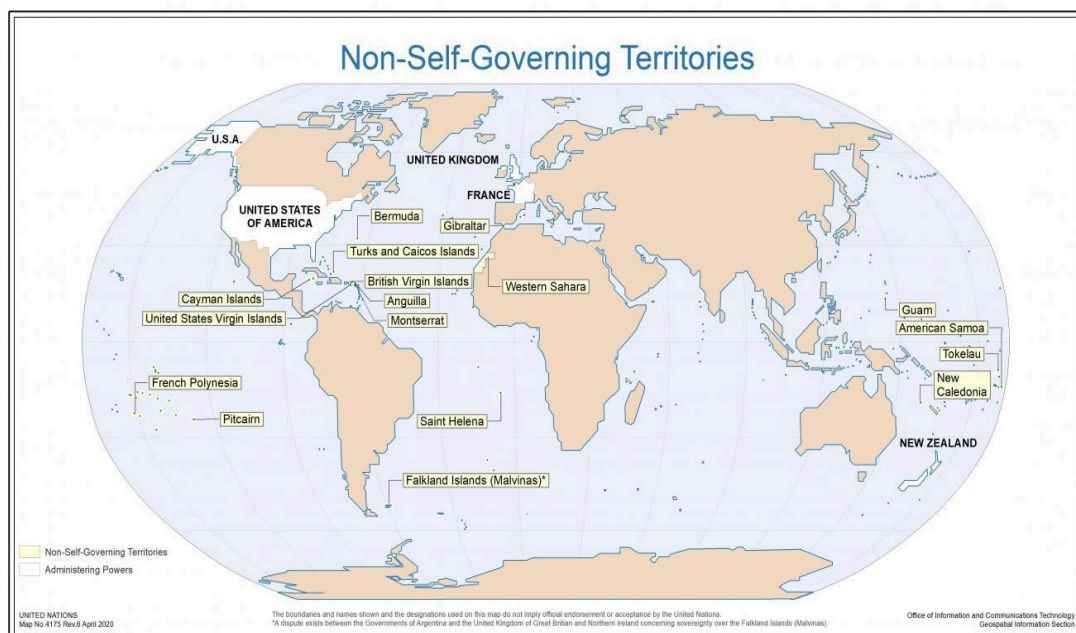 Non-Self-Governing Territories
U.S.A.
UNITED KINGDOM
FRANCE
UNITED STATES
OF AMERICA
Bermuda
Gibraltar
Turks and Caicos Islands
British Virgin Islands
Western Sahara
Cayman Islands
Anguilla
United States Virgin Islands
Montserrat
Guam
American Samoa
Tokelau
French Polynesia
New
Caledonia
Pitcairn
Saint Helena
NEW ZEALAND
Falkland Islands (Malvinas)*
Non-Self-Governing Territories
Administering Powers
UNITED NATIONS
Map No.4175 Rev.6 April 2020
The boundaries and names shown and the designations used on this map do not imply official endorsement or acceptance by the United Nations.
*A dispute exists between the Governments of Argentina and the United Kingdom of Great Britian and Northern Ireland concerning sovereignty over the Falkland Islands (Malvinas).
Office of Information and Communications Technology
Geospatial Information Section